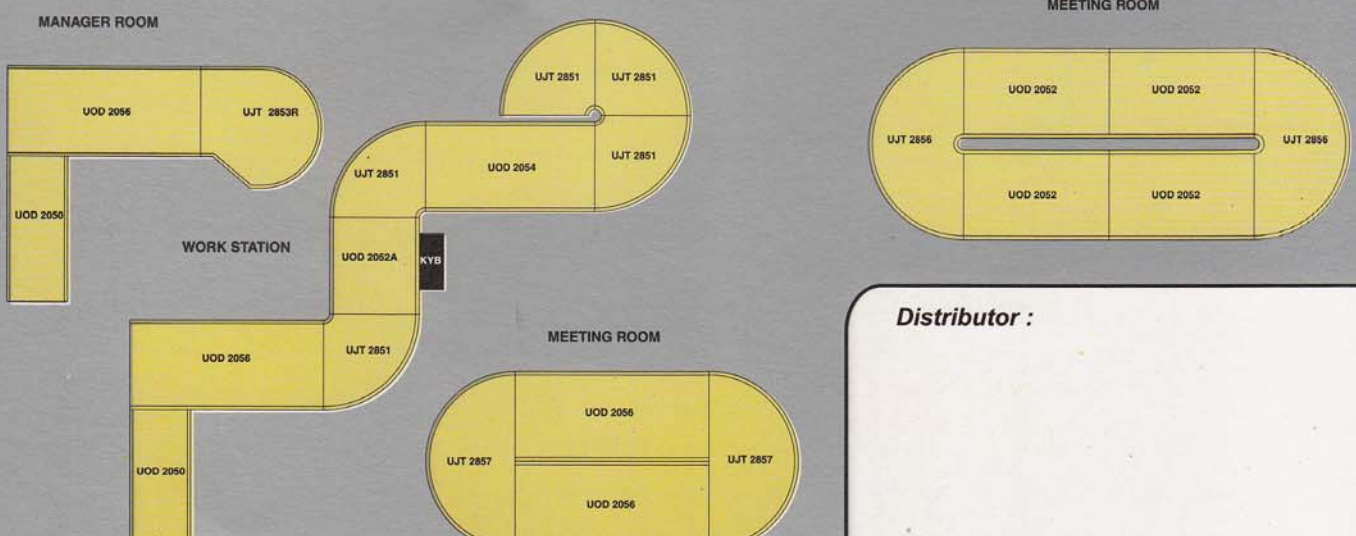 MANAGER ROOM
UOD 2056
UJT 2853R
UOD 2050
WORK STATION
UJT 2851
UJT 2851
UJT 2851
UOD 2054
UJT 2851
UOD 2052A
KYB
UJT 2851
UOD 2056
UOD 2050
MEETING ROOM
UOD 2056
UJT 2857
UJT 2857
UOD 2056
MEETING ROOM
UOD 2052
UOD 2052
UJT 2856
UJT 2856
UOD 2052
UOD 2052
Distributor :